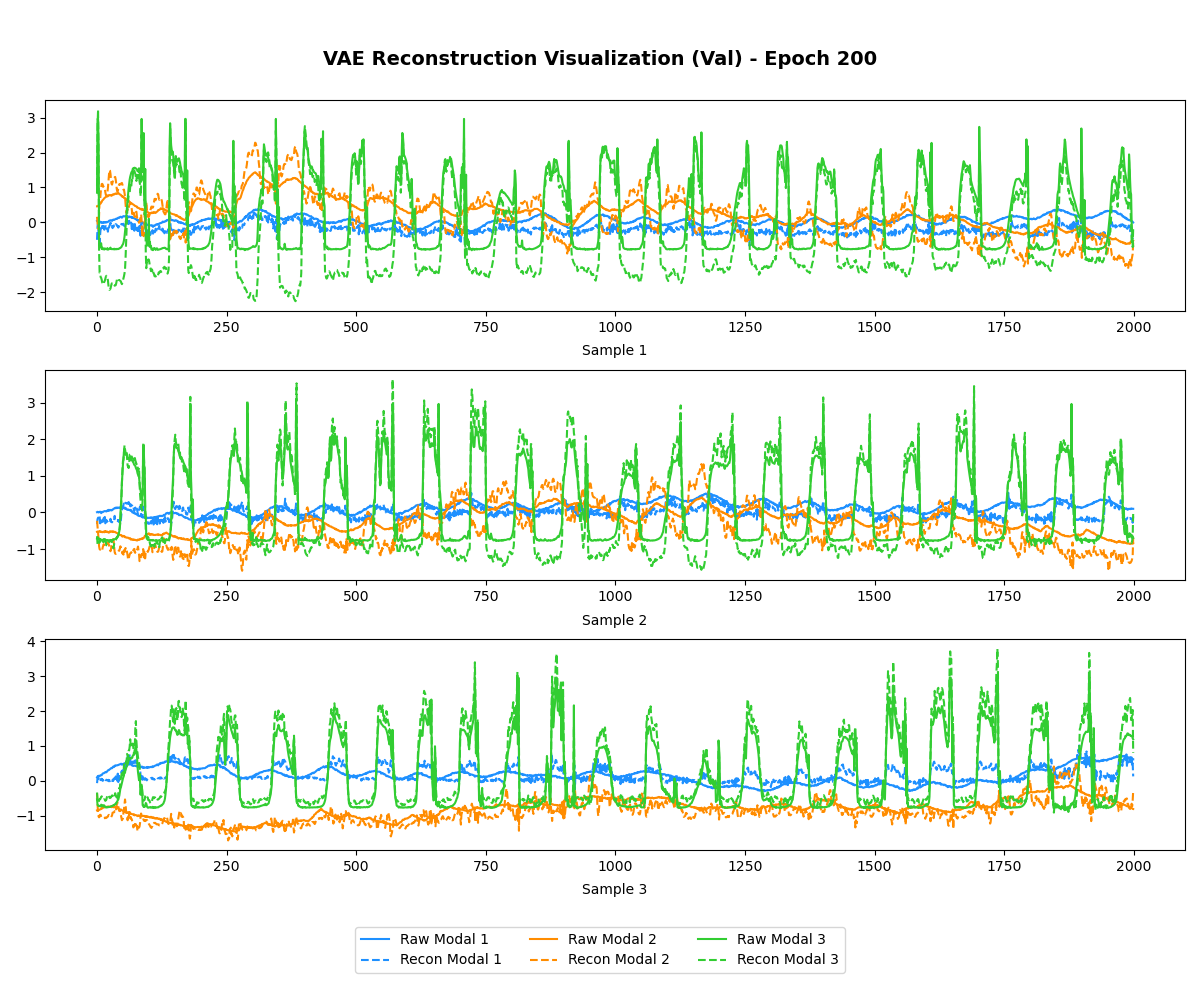 VAE Reconstruction Visualization (Val) - Epoch 200
3
2
1
0
−1
−2
0 250 500 750 1000 1250 1500 1750 2000
Sample 1
3
2
1
0
−1
0 250 500 750 1000 1250 1500 1750 2000
Sample 2
4
3
2
1
0
−1
0 250 500 750 1000 1250 1500 1750 2000
Sample 3
Raw Modal 1 Raw Modal 2 Raw Modal 3
Recon Modal 1 Recon Modal 2 Recon Modal 3